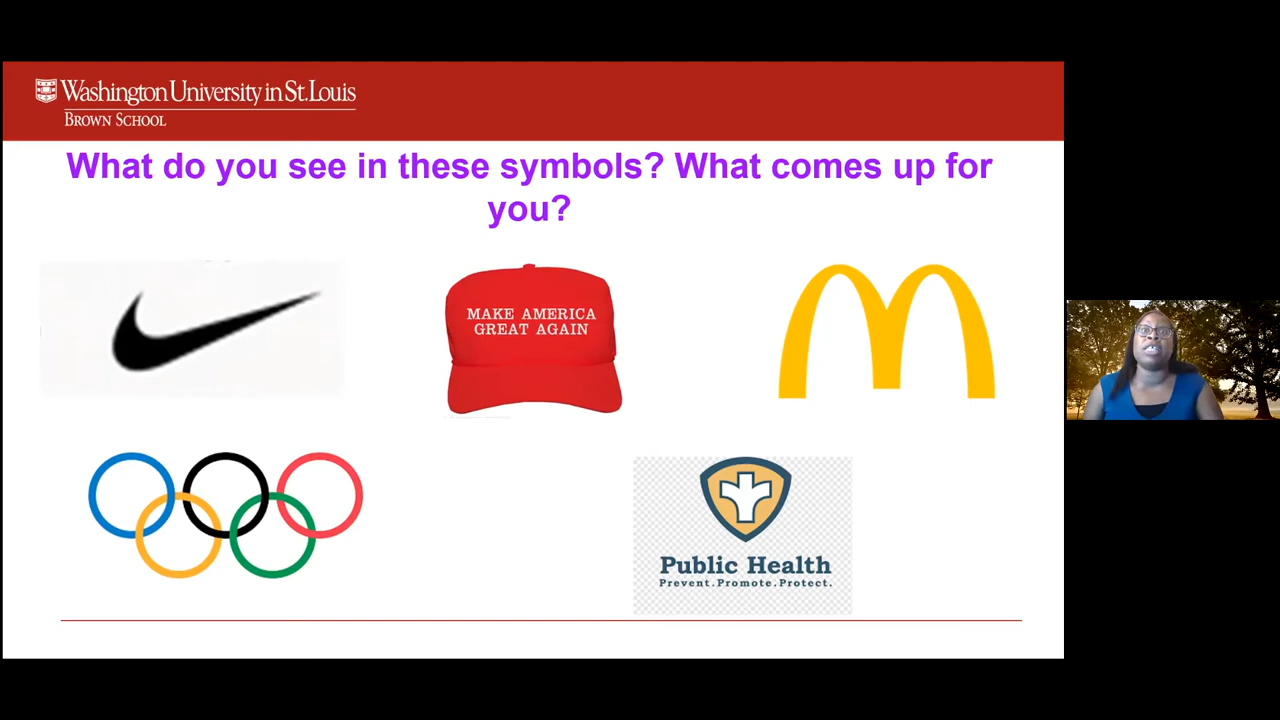 Washington University in St. Louis
BROWN SCHOOL
What do you see in these symbols? What comes up for
you?
MAKE AMERICA
GREAT AGAIN
Public Health
Prevent. Promote. Protect.